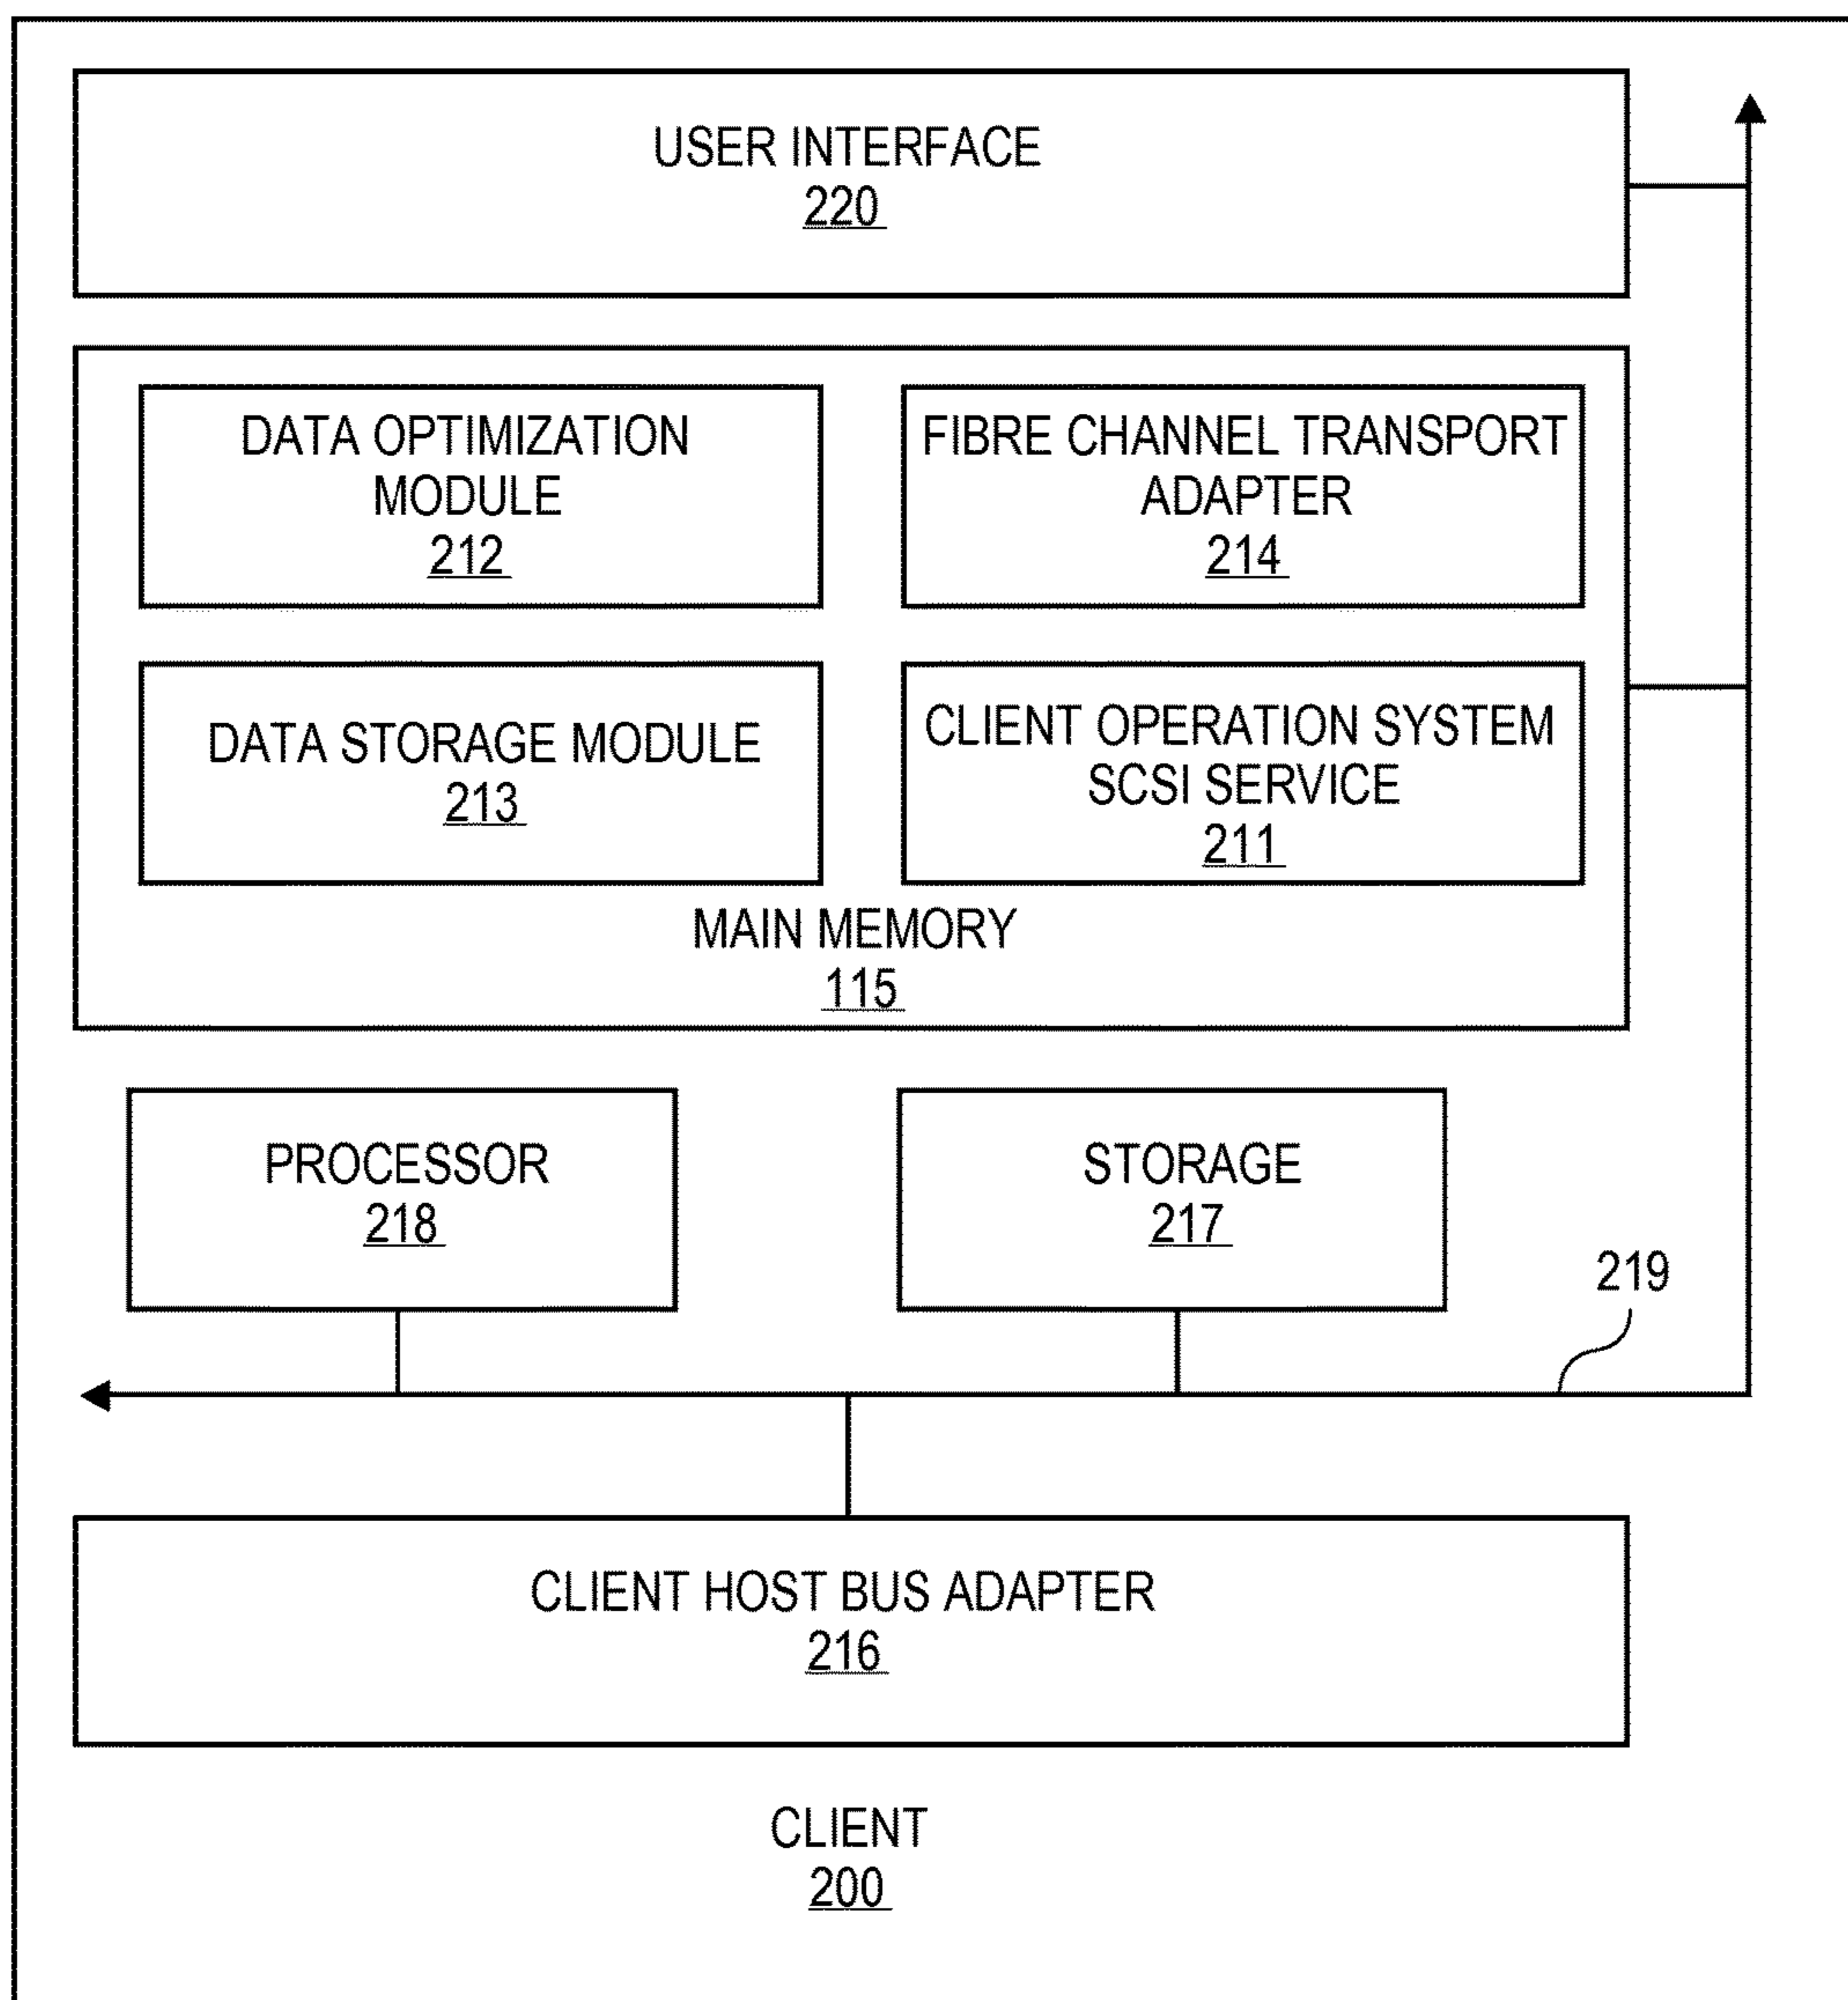 USER INTERFACE
220
DATA OPTIMIZATION
MODULE
212
FIBRE CHANNEL TRANSPORT
ADAPTER
214
DATA STORAGE MODULE
213
CLIENT OPERATION SYSTEM
SCSI SERVICE
211
MAIN MEMORY
115
PROCESSOR
218
STORAGE
217
219
CLIENT HOST BUS ADAPTER
216
CLIENT
200